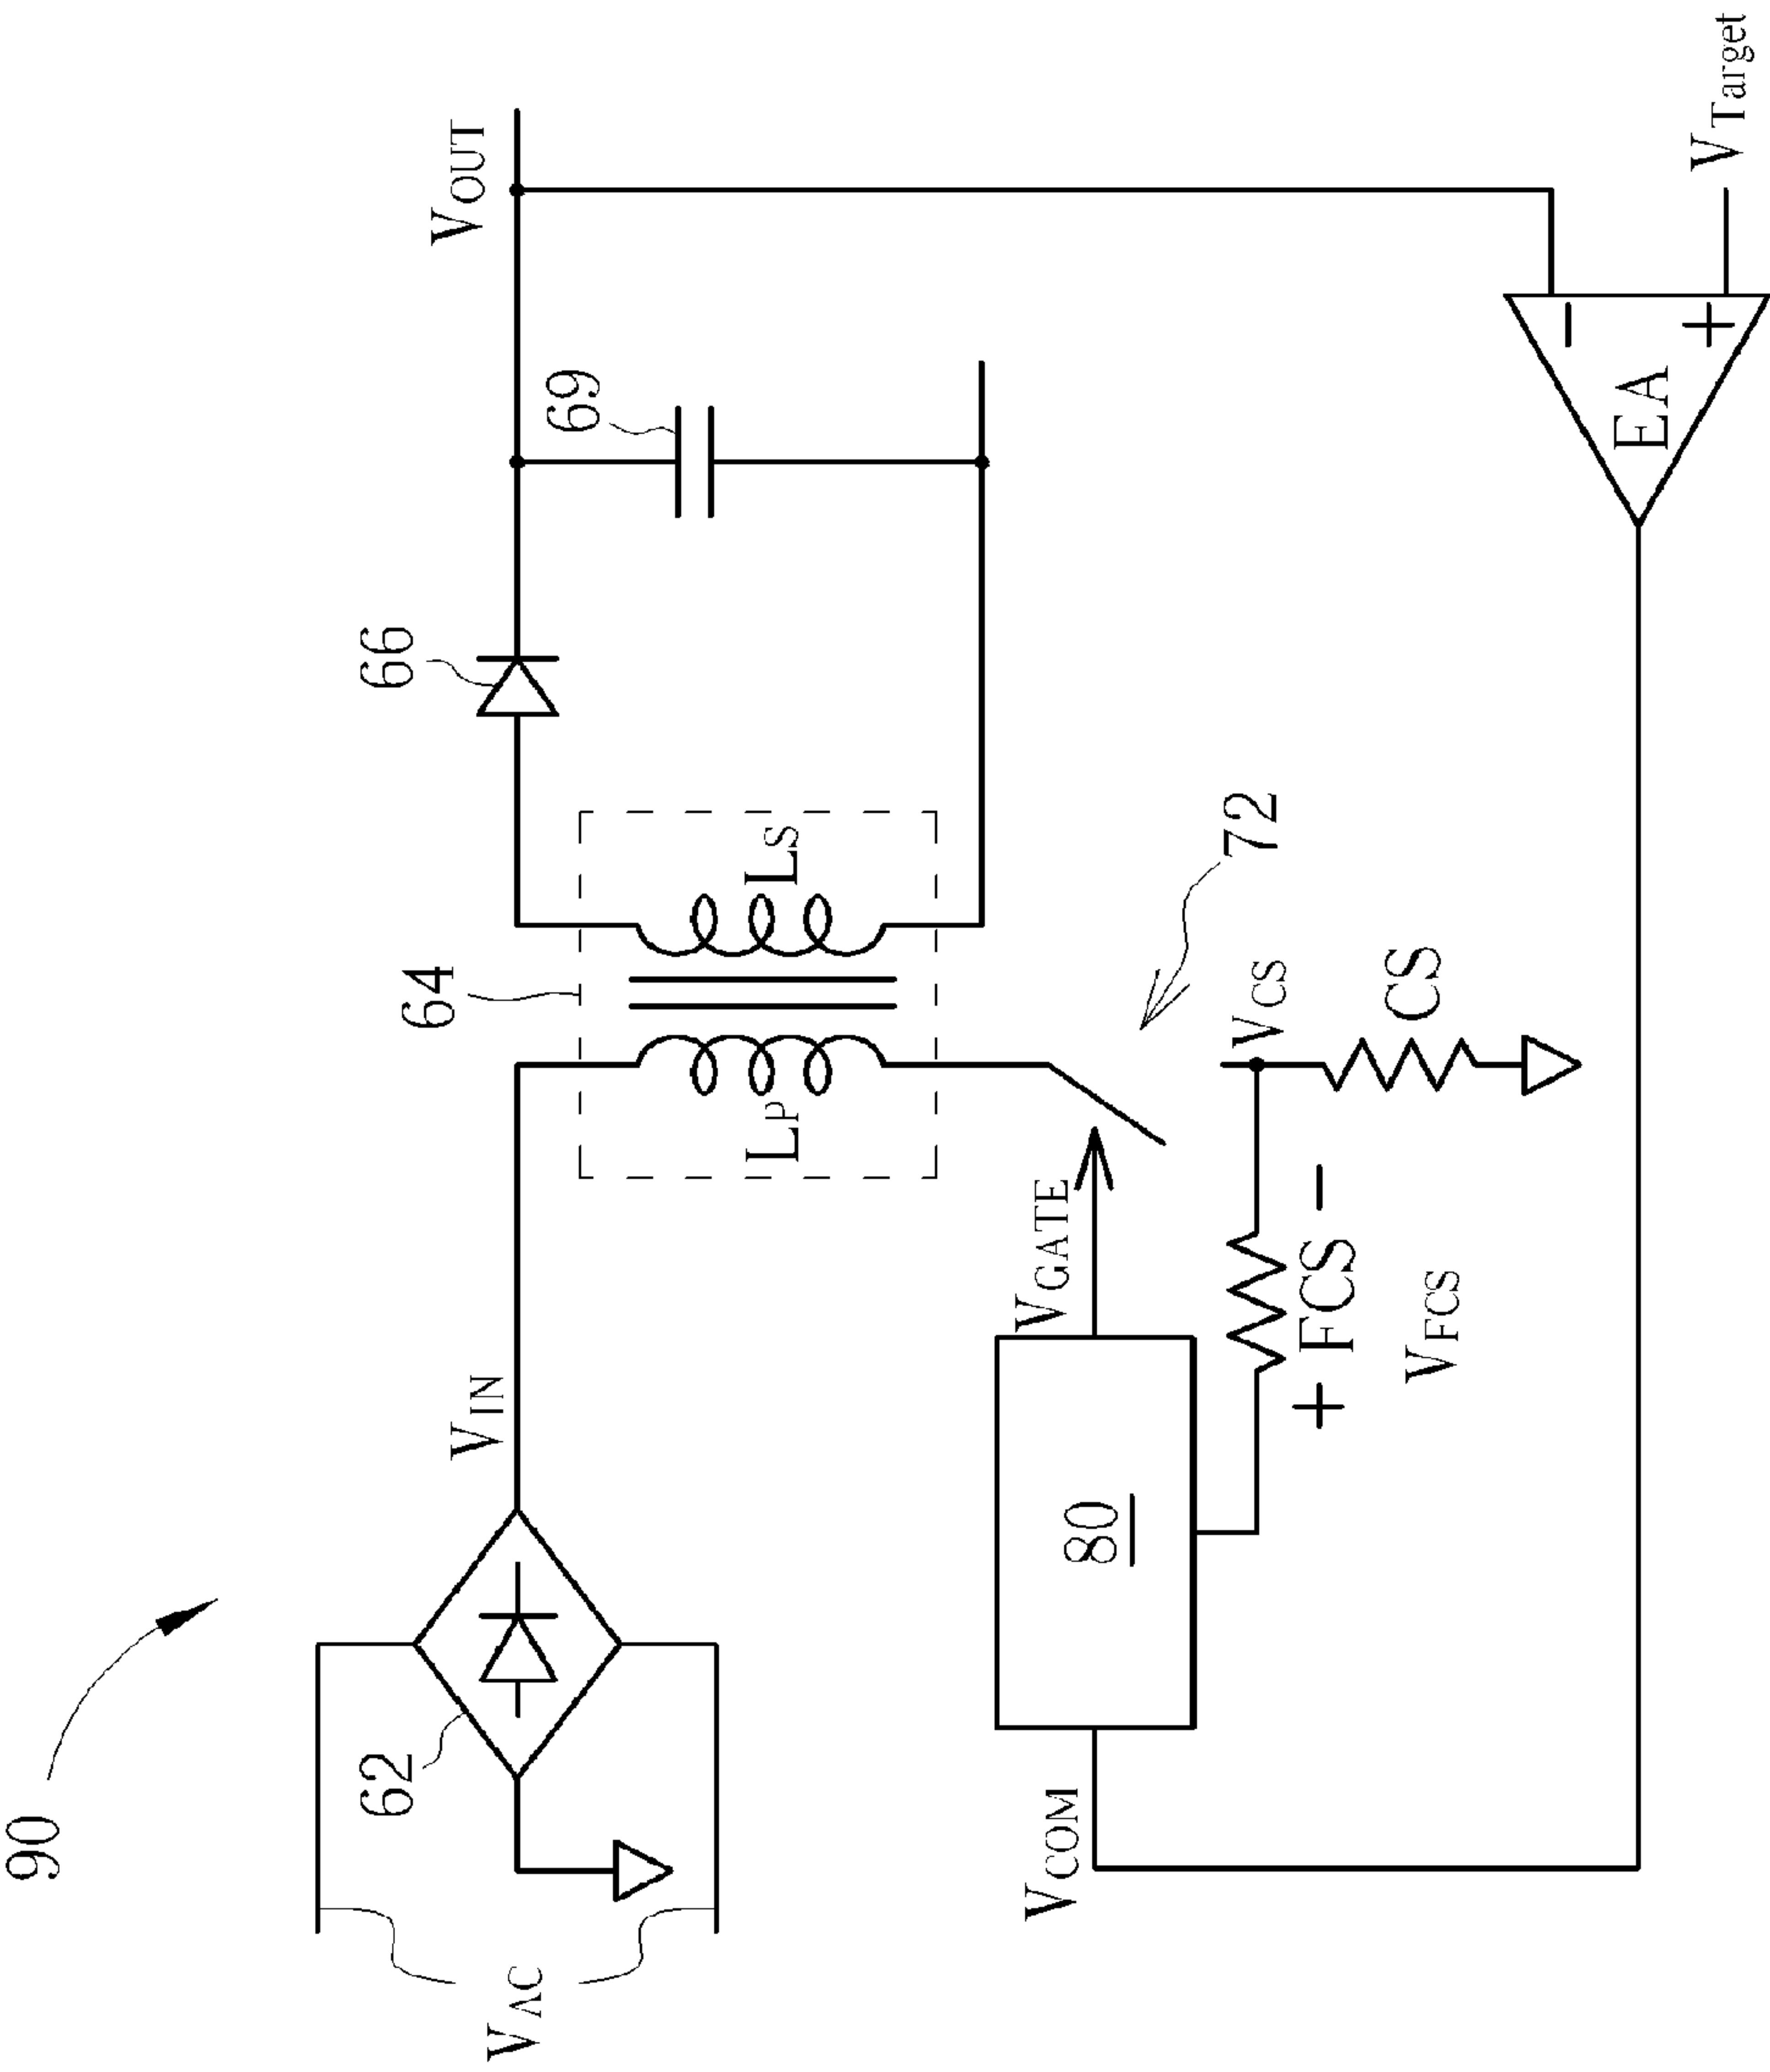 90
VAC
62
VIN
64
LP
LS
66
69
VOUT
VCOM
80
VGATE
72
VCS
+ FCS −
VFCS
CS
EA
−
+
VTarget